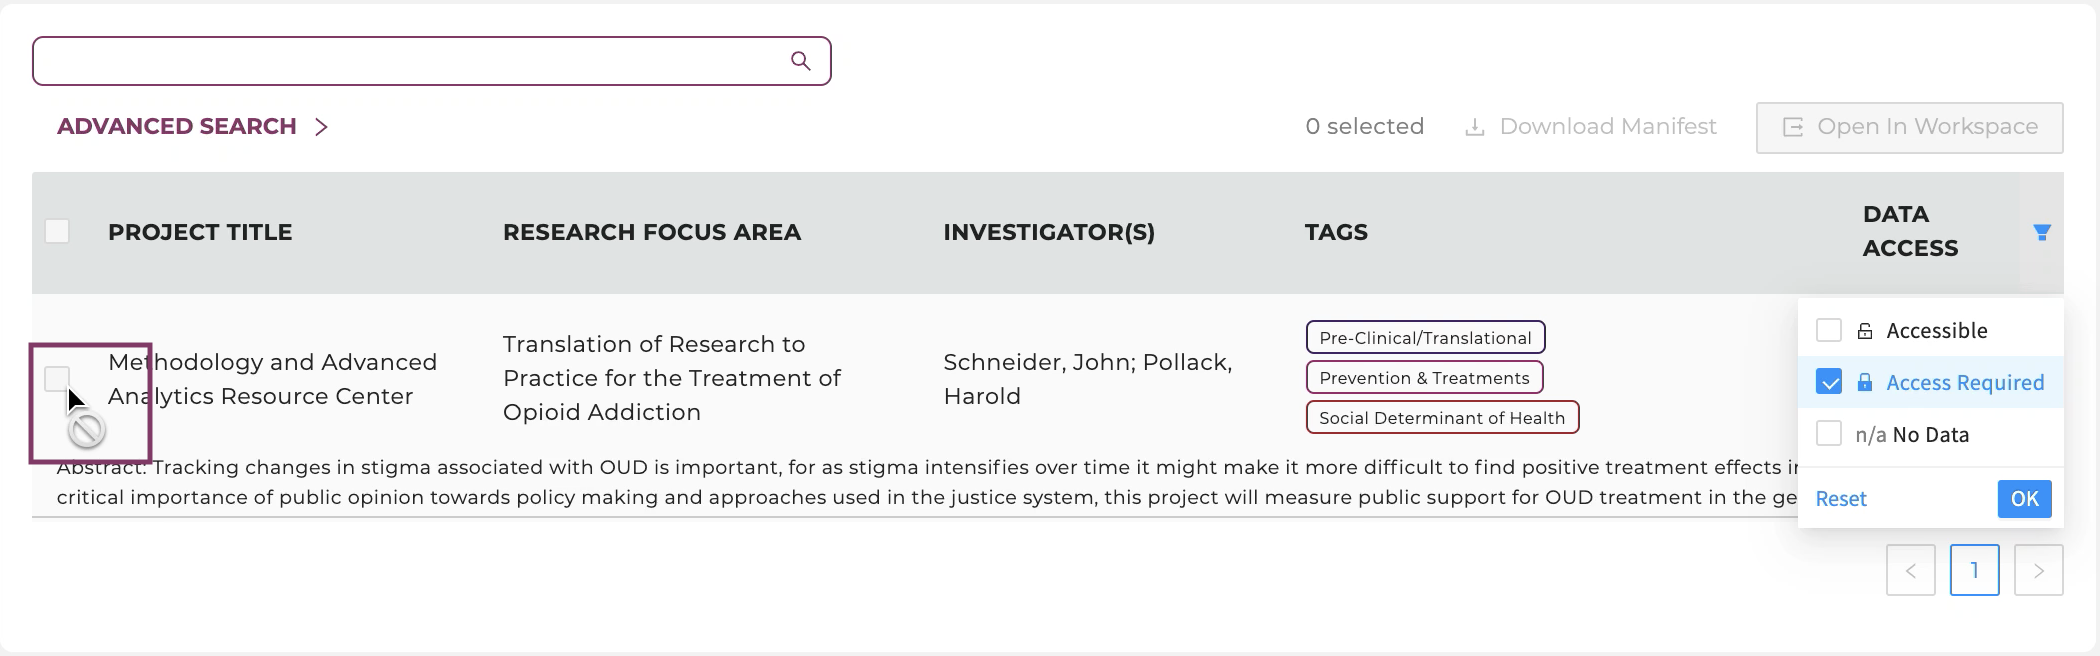 ADVANCED SEARCH
0 selected
Download Manifest
Open In Workspace
PROJECT TITLE
RESEARCH FOCUS AREA
INVESTIGATOR(S)
TAGS
DATA
ACCESS
Methodology and Advanced
Analytics Resource Center
Translation of Research to
Practice for the Treatment of
Opioid Addiction
Schneider, John; Pollack,
Harold
Pre-Clinical/Translational
Prevention & Treatments
Social Determinant of Health
Accessible
Access Required
n/a No Data
Reset
OK
Abstract: Tracking changes in stigma associated with OUD is important, for as stigma intensifies over time it might make it more difficult to find positive treatment effects
critical importance of public opinion towards policy making and approaches used in the justice system, this project will measure public support for OUD treatment in the
< 1 >